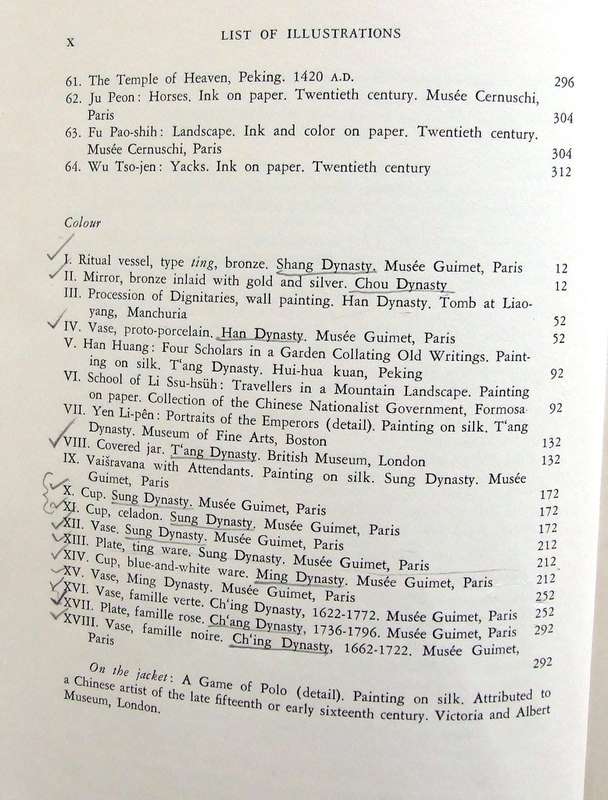 X
LIST OF ILLUSTRATIONS
61. The Temple of Heaven, Peking. 1420 A.D. 296
62. Ju Peon: Horses. Ink on paper. Twentieth century. Musée Cernuschi,
Paris 304
63. Fu Pao-shih: Landscape. Ink and color on paper. Twentieth century.
Musée Cernuschi, Paris 304
64. Wu Tso-jen: Yacks. Ink on paper. Twentieth century 312
Colour
I. Ritual vessel, type ting, bronze. Shang Dynasty. Musée Guimet, Paris 12
II. Mirror, bronze inlaid with gold and silver. Chou Dynasty 12
III. Procession of Dignitaries, wall painting. Han Dynasty. Tomb at Liao-
yang, Manchuria 52
IV. Vase, proto-porcelain. Han Dynasty. Musée Guimet, Paris 52
V. Han Huang: Four Scholars in a Garden Collating Old Writings. Paint-
ing on silk. T'ang Dynasty. Hui-hua kuan, Peking 92
VI. School of Li Ssu-hsüh: Travellers in a Mountain Landscape. Painting
on paper. Collection of the Chinese Nationalist Government, Formosa 92
VII. Yen Li-pên: Portraits of the Emperors (detail). Painting on silk. T'ang
Dynasty. Museum of Fine Arts, Boston 132
VIII. Covered jar. T'ang Dynasty. British Museum, London 132
IX. Vaišravana with Attendants. Painting on silk. Sung Dynasty. Musée
Guimet, Paris 172
X. Cup. Sung Dynasty. Musée Guimet, Paris 172
XI. Cup, celadon. Sung Dynasty. Musée Guimet, Paris 172
XII. Vase. Sung Dynasty. Musée Guimet, Paris 212
XIII. Plate, ting ware. Sung Dynasty. Musée Guimet, Paris 212
XIV. Cup, blue-and-white ware. Ming Dynasty. Musée Guimet, Paris 212
XV. Vase, Ming Dynasty. Musée Guimet, Paris 252
XVI. Vase, famille verte. Ch'ing Dynasty, 1622-1772. Musée Guimet, Paris 252
XVII. Plate, famille rose. Ch'ang Dynasty, 1736-1796. Musée Guimet, Paris 292
XVIII. Vase, famille noire. Ch'ing Dynasty, 1662-1722. Musée Guimet,
Paris 292
On the jacket: A Game of Polo (detail). Painting on silk. Attributed to
a Chinese artist of the late fifteenth or early sixteenth century. Victoria and Albert
Museum, London.